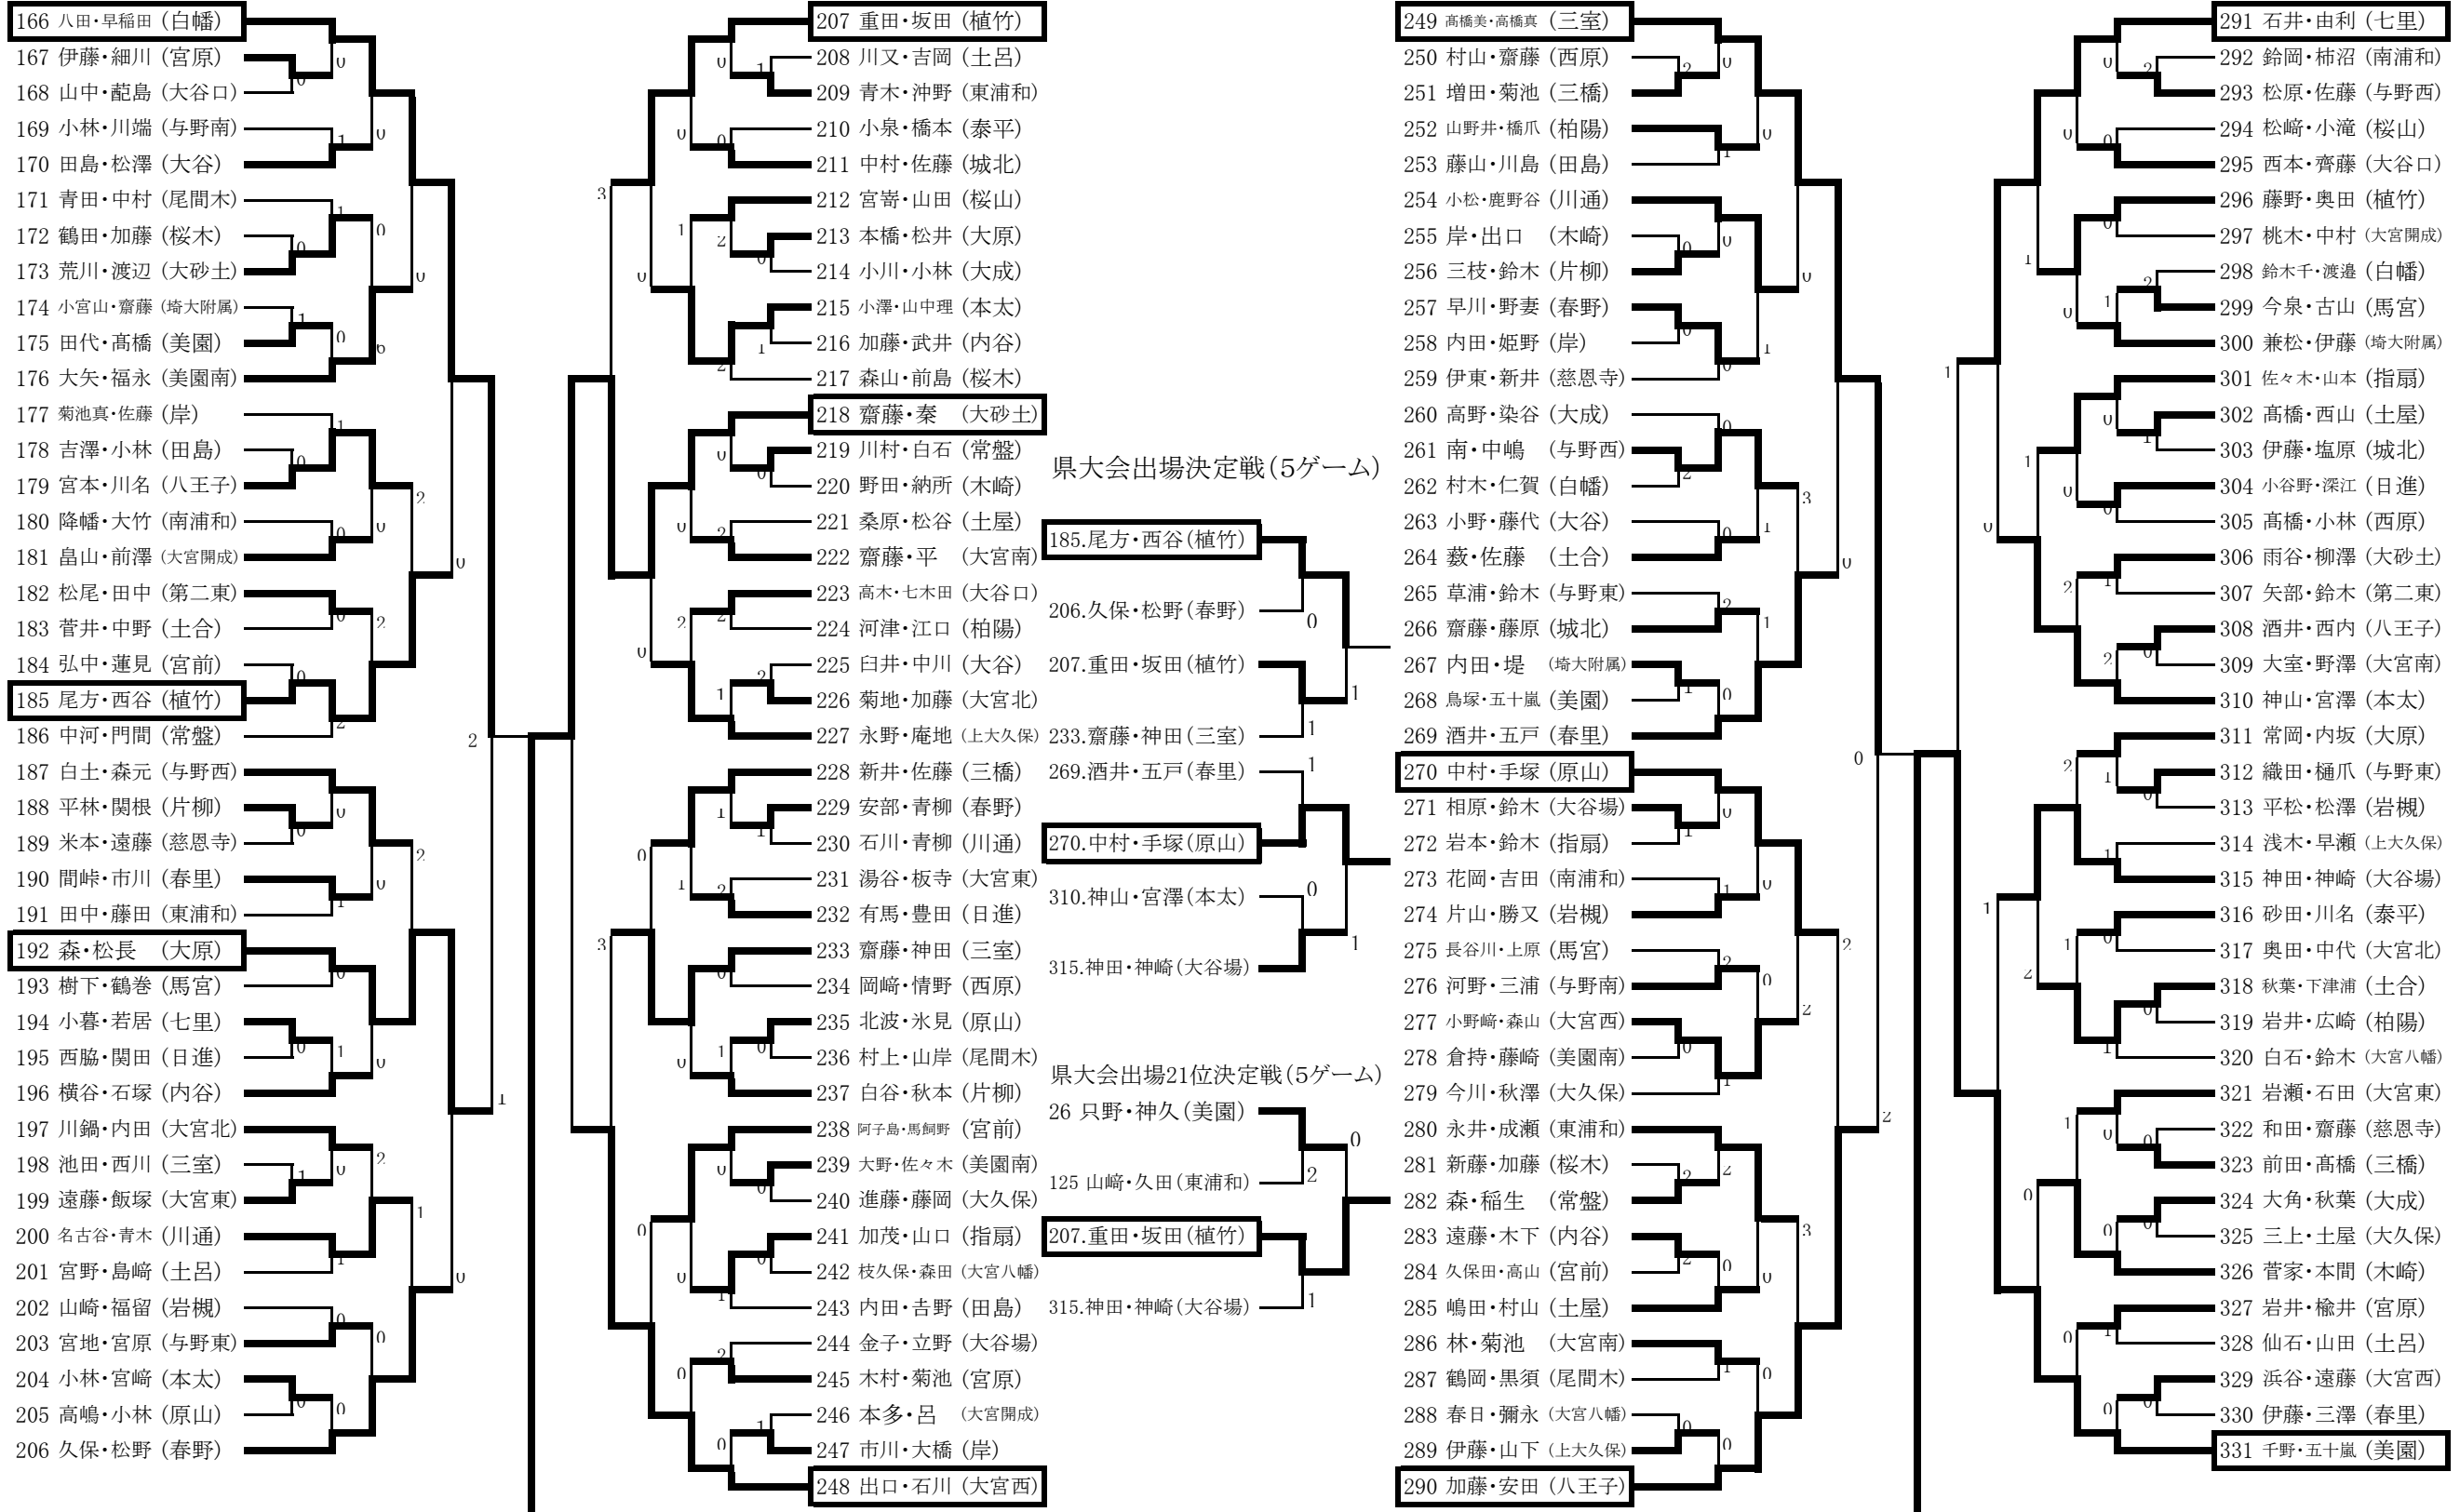 166 八田・早稲田 (白幡)
167 伊藤・細川 (宮原)
168 山中・蓜島 (大谷口)
169 小林・川端 (与野南)
170 田島・松澤 (大谷)
171 青田・中村 (尾間木)
172 鶴田・加藤 (桜木)
173 荒川・渡辺 (大砂土)
174 小宮山・齋藤 (埼大附属)
175 田代・髙橋 (美園)
176 大矢・福永 (美園南)
177 菊池真・佐藤 (岸)
178 吉澤・小林 (田島)
179 宮本・川名 (八王子)
180 降幡・大竹 (南浦和)
181 畠山・前澤 (大宮開成)
182 松尾・田中 (第二東)
183 菅井・中野 (土合)
184 弘中・蓮見 (宮前)
185 尾方・西谷 (植竹)
186 中河・門間 (常盤)
187 白土・森元 (与野西)
188 平林・関根 (片柳)
189 米本・遠藤 (慈恩寺)
190 間峠・市川 (春里)
191 田中・藤田 (東浦和)
192 森・松長 (大原)
193 樹下・鶴巻 (馬宮)
194 小暮・若居 (七里)
195 西脇・関田 (日進)
196 横谷・石塚 (内谷)
197 川鍋・内田 (大宮北)
198 池田・西川 (三室)
199 遠藤・飯塚 (大宮東)
200 名古谷・青木 (川通)
201 宮野・島﨑 (土呂)
202 山崎・福留 (岩槻)
203 宮地・宮原 (与野東)
204 小林・宮﨑 (本太)
205 高嶋・小林 (原山)
206 久保・松野 (春野)
207 重田・坂田 (植竹)
208 川又・吉岡 (土呂)
209 青木・沖野 (東浦和)
210 小泉・橋本 (泰平)
211 中村・佐藤 (城北)
212 宮嵜・山田 (桜山)
213 本橋・松井 (大原)
214 小川・小林 (大成)
215 小澤・山中理 (本太)
216 加藤・武井 (内谷)
217 森山・前島 (桜木)
218 齋藤・秦 (大砂土)
219 川村・白石 (常盤)
220 野田・納所 (木崎)
221 桑原・松谷 (土屋)
222 齋藤・平 (大宮南)
223 高木・七木田 (大谷口)
224 河津・江口 (柏陽)
225 臼井・中川 (大谷)
226 菊地・加藤 (大宮北)
227 永野・庵地 (上大久保)
228 新井・佐藤 (三橋)
229 安部・青柳 (春野)
230 石川・青柳 (川通)
231 湯谷・板寺 (大宮東)
232 有馬・豊田 (日進)
233 齋藤・神田 (三室)
234 岡﨑・情野 (西原)
235 北波・氷見 (原山)
236 村上・山岸 (尾間木)
237 白谷・秋本 (片柳)
238 阿子島・馬飼野 (宮前)
239 大野・佐々木 (美園南)
240 進藤・藤岡 (大久保)
241 加茂・山口 (指扇)
242 枝久保・森田 (大宮八幡)
243 内田・𠮷野 (田島)
244 金子・立野 (大谷場)
245 木村・菊池 (宮原)
246 本多・呂 (大宮開成)
247 市川・大橋 (岸)
248 出口・石川 (大宮西)
県大会出場決定戦(5ゲーム)
185.尾方・西谷(植竹)
206.久保・松野(春野)
207.重田・坂田(植竹)
233.齋藤・神田(三室)
269.酒井・五戸(春里)
270.中村・手塚(原山)
310.神山・宮澤(本太)
315.神田・神崎(大谷場)
県大会出場21位決定戦(5ゲーム)
26 只野・神久(美園)
125 山﨑・久田(東浦和)
207.重田・坂田(植竹)
315.神田・神崎(大谷場)
249 髙橋美・高橋真 (三室)
250 村山・齋藤 (西原)
251 増田・菊池 (三橋)
252 山野井・橋爪 (柏陽)
253 藤山・川島 (田島)
254 小松・鹿野谷 (川通)
255 岸・出口 (木崎)
256 三枝・鈴木 (片柳)
257 早川・野妻 (春野)
258 内田・姫野 (岸)
259 伊東・新井 (慈恩寺)
260 高野・染谷 (大成)
261 南・中嶋 (与野西)
262 村木・仁賀 (白幡)
263 小野・藤代 (大谷)
264 薮・佐藤 (土合)
265 草浦・鈴木 (与野東)
266 齋藤・藤原 (城北)
267 内田・堤 (埼大附属)
268 鳥塚・五十嵐 (美園)
269 酒井・五戸 (春里)
270 中村・手塚 (原山)
271 相原・鈴木 (大谷場)
272 岩本・鈴木 (指扇)
273 花岡・吉田 (南浦和)
274 片山・勝又 (岩槻)
275 長谷川・上原 (馬宮)
276 河野・三浦 (与野南)
277 小野﨑・森山 (大宮西)
278 倉持・藤崎 (美園南)
279 今川・秋澤 (大久保)
280 永井・成瀬 (東浦和)
281 新藤・加藤 (桜木)
282 森・稲生 (常盤)
283 遠藤・木下 (内谷)
284 久保田・高山 (宮前)
285 嶋田・村山 (土屋)
286 林・菊池 (大宮南)
287 鶴岡・黒須 (尾間木)
288 春日・彌永 (大宮八幡)
289 伊藤・山下 (上大久保)
290 加藤・安田 (八王子)
291 石井・由利 (七里)
292 鈴岡・柿沼 (南浦和)
293 松原・佐藤 (与野西)
294 松﨑・小滝 (桜山)
295 西本・齊藤 (大谷口)
296 藤野・奥田 (植竹)
297 桃木・中村 (大宮開成)
298 鈴木千・渡邉 (白幡)
299 今泉・古山 (馬宮)
300 兼松・伊藤 (埼大附属)
301 佐々木・山本 (指扇)
302 髙橋・西山 (土屋)
303 伊藤・塩原 (城北)
304 小谷野・深江 (日進)
305 髙橋・小林 (西原)
306 雨谷・柳澤 (大砂土)
307 矢部・鈴木 (第二東)
308 酒井・西内 (八王子)
309 大室・野澤 (大宮南)
310 神山・宮澤 (本太)
311 常岡・内坂 (大原)
312 織田・樋爪 (与野東)
313 平松・松澤 (岩槻)
314 浅木・早瀬 (上大久保)
315 神田・神崎 (大谷場)
316 砂田・川名 (泰平)
317 奥田・中代 (大宮北)
318 秋葉・下津浦 (土合)
319 岩井・広崎 (柏陽)
320 白石・鈴木 (大宮八幡)
321 岩瀬・石田 (大宮東)
322 和田・齋藤 (慈恩寺)
323 前田・髙橋 (三橋)
324 大角・秋葉 (大成)
325 三上・土屋 (大久保)
326 菅家・本間 (木崎)
327 岩井・楡井 (宮原)
328 仙石・山田 (土呂)
329 浜谷・遠藤 (大宮西)
330 伊藤・三澤 (春里)
331 千野・五十嵐 (美園)